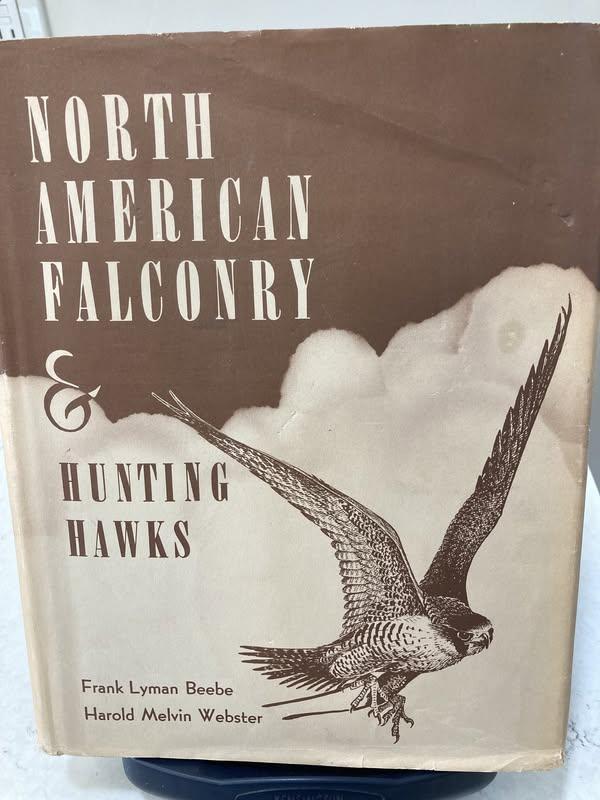 NORTH
AMERICAN
FALCONRY
&
HUNTING
HAWKS
Frank Lyman Beebe
Harold Melvin Webster